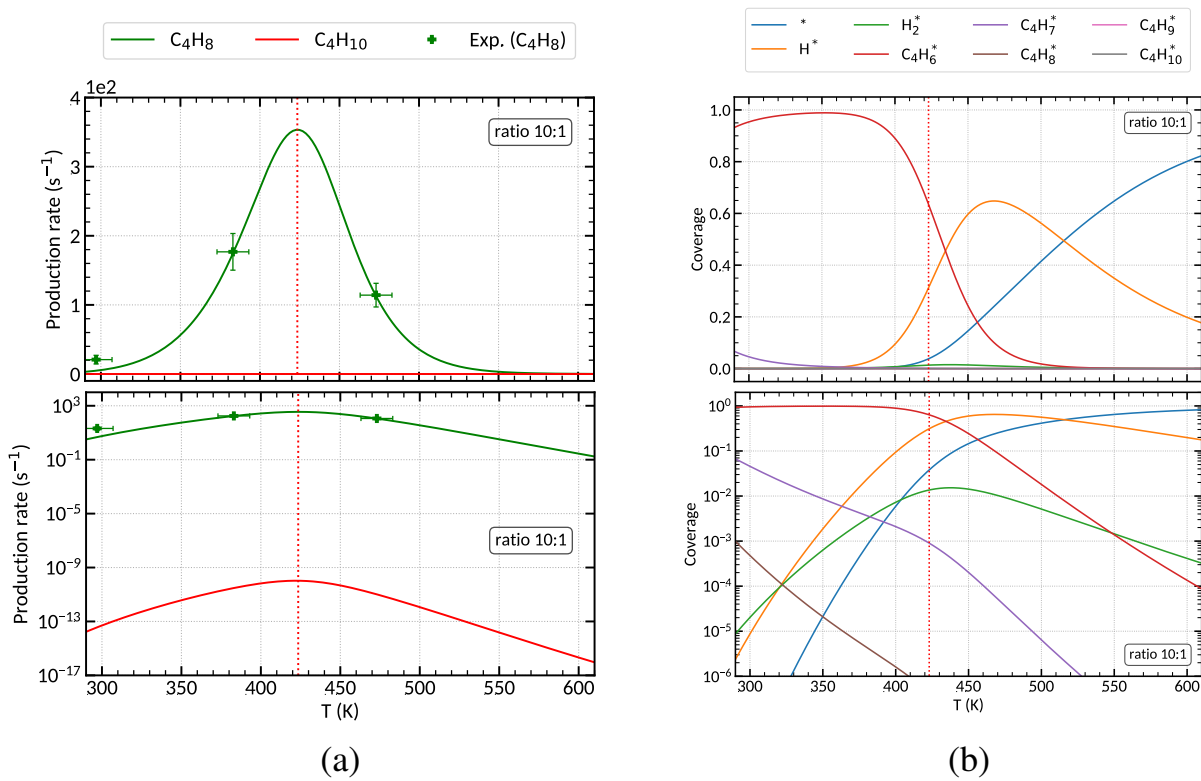 C₄H₈ C₄H₁₀ Exp. (C₄H₈)
1e2
4
3
2
1
0
Production rate (s⁻¹)
ratio 10:1
10³
10⁻¹
10⁻⁵
10⁻⁹
10⁻¹³
10⁻¹⁷
Production rate (s⁻¹)
ratio 10:1
300 350 400 450 500 550 600
T (K)
(a)
* H₂* C₄H₇* C₄H₉*
H* C₄H₆* C₄H₈* C₄H₁₀*
1.0
0.8
0.6
0.4
0.2
0.0
Coverage
ratio 10:1
10⁰
10⁻¹
10⁻²
10⁻³
10⁻⁴
10⁻⁵
10⁻⁶
Coverage
ratio 10:1
300 350 400 450 500 550 600
T (K)
(b)